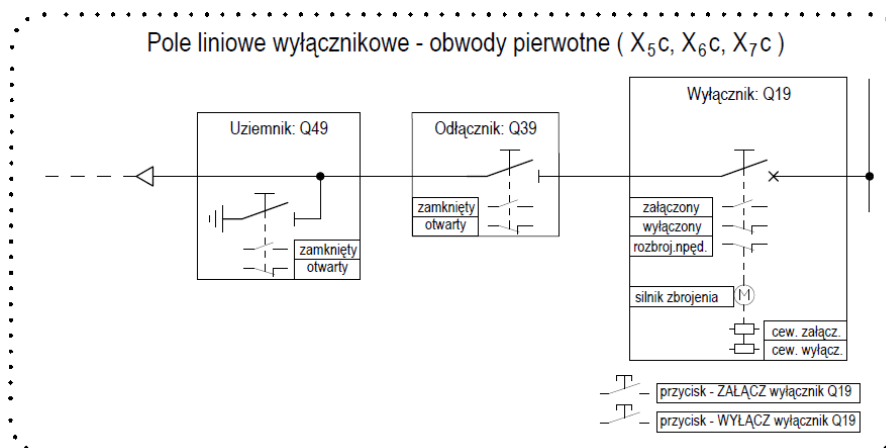 Pole liniowe wyłącznikowe - obwody pierwotne ( X₅c, X₆c, X₇c )
Uziemnik: Q49
zamknięty
otwarty
Odłącznik: Q39
zamknięty
otwarty
Wyłącznik: Q19
załączony
wyłączony
rozbroj.npęd.
silnik zbrojenia
M
cew. załącz.
cew. wyłącz.
przycisk - ZAŁĄCZ wyłącznik Q19
przycisk - WYŁĄCZ wyłącznik Q19